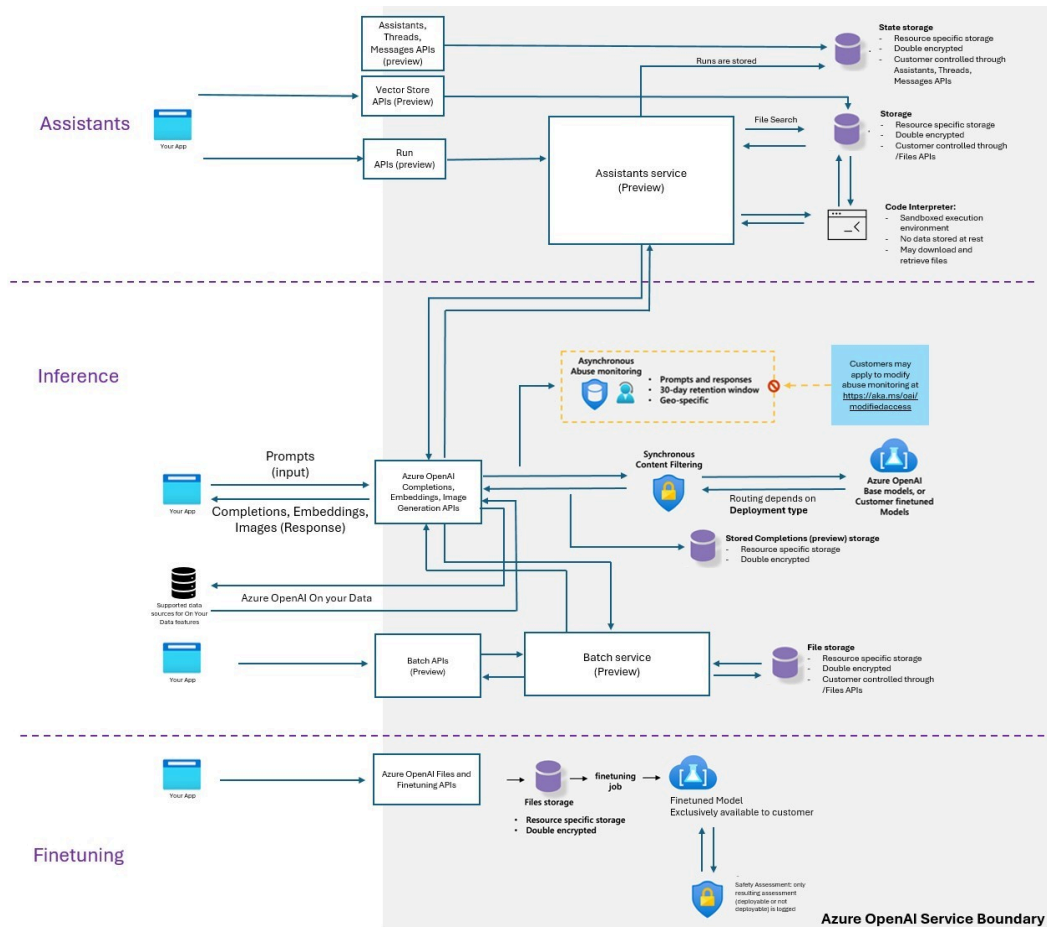 Assistants,
Threads,
Messages APIs
(preview)
State storage
- Resource specific storage
- Double encrypted
- Customer controlled through
Assistants, Threads,
Messages APIs
Runs are stored
Vector Store
APIs (Preview)
Assistants
Your App
File Search
Storage
- Resource specific storage
- Double encrypted
- Customer controlled through
/Files APIs
Run
APIs (preview)
Assistants service
(Preview)
Code Interpreter:
- Sandboxed execution
environment
- No data stored at rest
- May download and
retrieve files
Inference
Asynchronous
Abuse monitoring
• Prompts and responses
• 30-day retention window
• Geo-specific
Customers may
apply to modify
abuse monitoring at
https://aka.ms/oai/
modifiedaccess
Prompts
(input)
Your App
Completions, Embeddings,
Images (Response)
Azure OpenAI
Completions,
Embeddings, Image
Generation APIs
Synchronous
Content Filtering
Routing depends on
Deployment type
Azure OpenAI
Base models, or
Customer finetuned
Models
Stored Completions (preview) storage
- Resource specific storage
- Double encrypted
Azure OpenAI On your Data
Supported data
sources for On Your
Data features
Your App
Batch APIs
(Preview)
Batch service
(Preview)
File storage
- Resource specific storage
- Double encrypted
- Customer controlled through
/Files APIs
Your App
Azure OpenAI Files and
Finetuning APIs
Files storage
• Resource specific storage
• Double encrypted
finetuning
job
Finetuned Model
Exclusively available to customer
Finetuning
Safety Assessment: only
resulting assessment
(deployable or not
deployable) is logged
Azure OpenAI Service Boundary